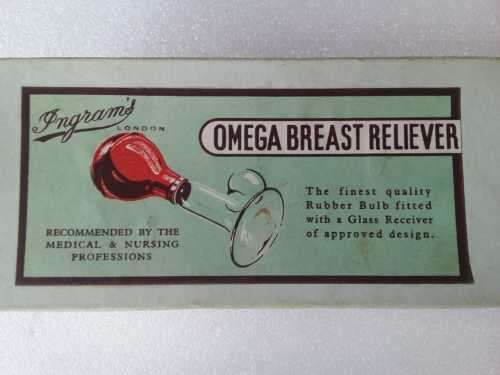 Ingram's
LONDON
OMEGA BREAST RELIEVER
The finest quality
Rubber Bulb fitted
with a Glass Receiver
of approved design.
RECOMMENDED BY THE
MEDICAL & NURSING
PROFESSIONS